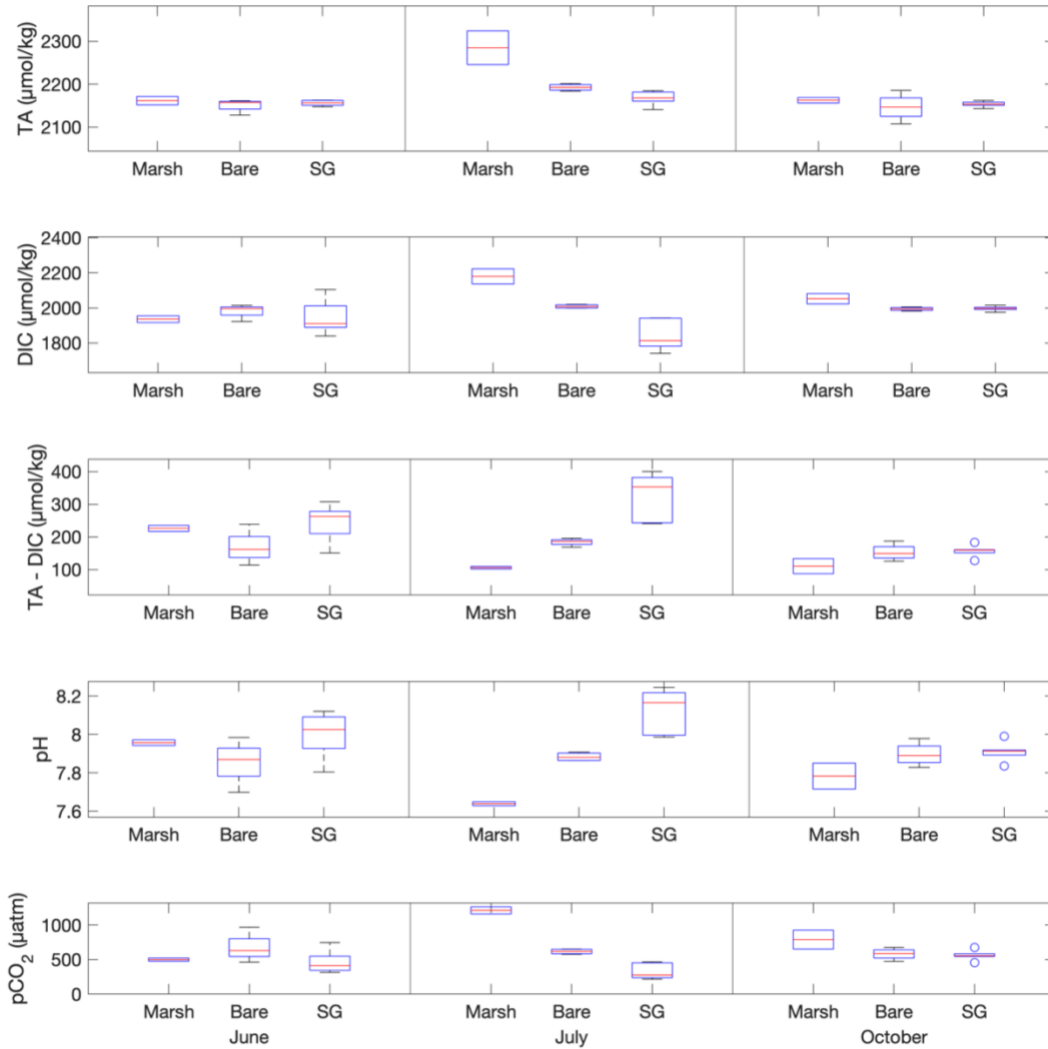 TA (μmol/kg)
2300
2200
2100
Marsh Bare SG Marsh Bare SG Marsh Bare SG
DIC (μmol/kg)
2400
2200
2000
1800
Marsh Bare SG Marsh Bare SG Marsh Bare SG
TA - DIC (μmol/kg)
400
300
200
100
Marsh Bare SG Marsh Bare SG Marsh Bare SG
pH
8.2
8
7.8
7.6
Marsh Bare SG Marsh Bare SG Marsh Bare SG
pCO₂ (μatm)
1000
500
0
Marsh Bare SG Marsh Bare SG Marsh Bare SG
June July October